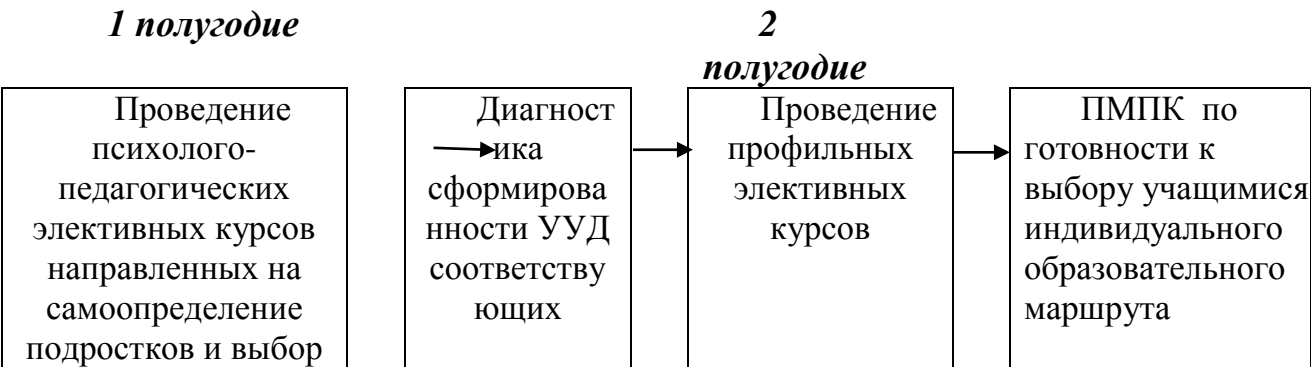 1 полугодие
2
полугодие
Проведение
психолого-
педагогических
элективных курсов
направленных на
самоопределение
подростков и выбор
Диагност
ика
сформирова
нности УУД
соответству
ющих
Проведение
профильных
элективных
курсов
ПМПК по
готовности к
выбору учащимися
индивидуального
образовательного
маршрута